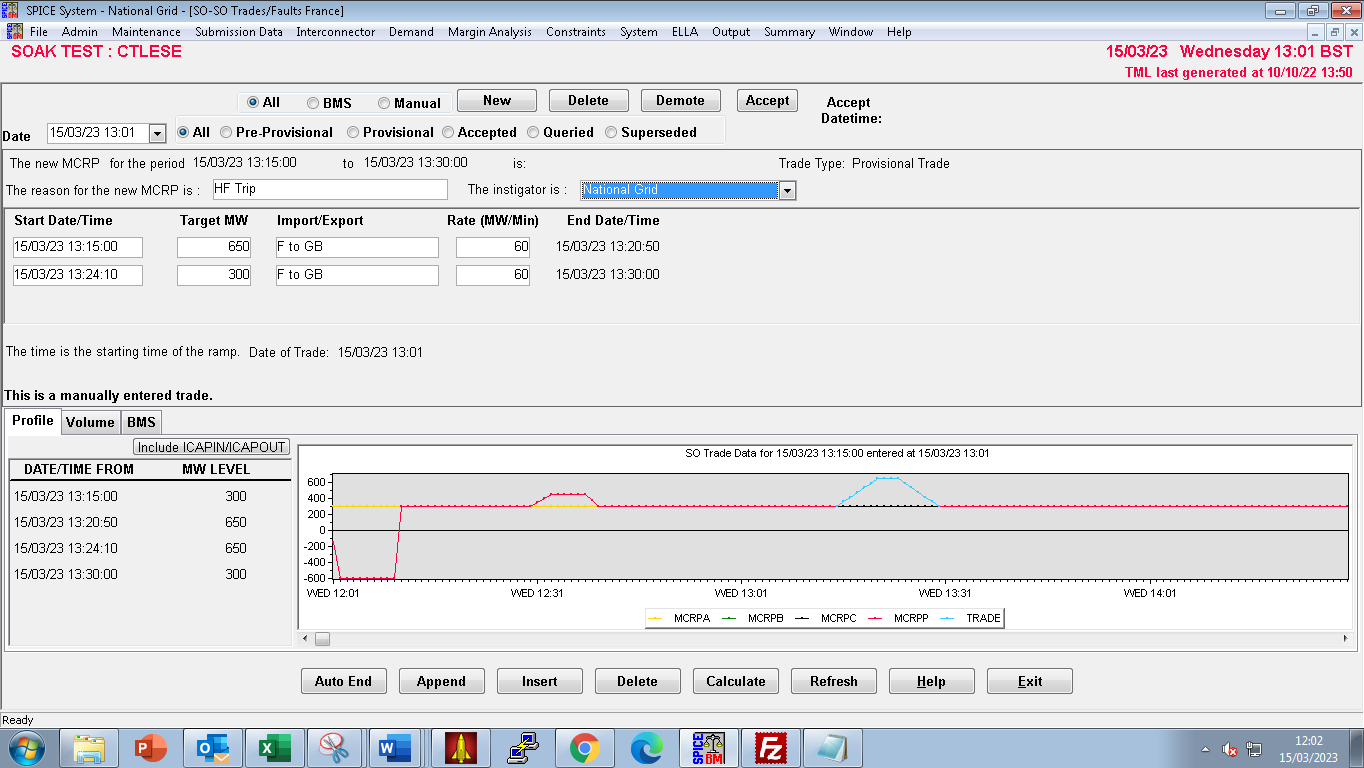 SPICE System - National Grid - [SO-SO Trades/Faults France]
File Admin Maintenance Submission Data Interconnector Demand Margin Analysis Constraints System ELLA Output Summary Window Help
SOAK TEST : CTLESE 15/03/23 Wednesday 13:01 BST
TML last generated at 10/10/22 13:50
All BMS Manual New Delete Demote Accept Accept Datetime:
Date 15/03/23 13:01 All Pre-Provisional Provisional Accepted Queried Superseded
The new MCRP for the period 15/03/23 13:15:00 to 15/03/23 13:30:00 is: Trade Type: Provisional Trade
The reason for the new MCRP is : HF Trip The instigator is : National Grid
Start Date/Time Target MW Import/Export Rate (MW/Min) End Date/Time
15/03/23 13:15:00 650 F to GB 60 15/03/23 13:20:50
15/03/23 13:24:10 300 F to GB 60 15/03/23 13:30:00
The time is the starting time of the ramp. Date of Trade: 15/03/23 13:01
This is a manually entered trade.
Profile Volume BMS
Include ICAPIN/ICAPOUT
DATE/TIME FROM MW LEVEL
15/03/23 13:15:00 300
15/03/23 13:20:50 650
15/03/23 13:24:10 650
15/03/23 13:30:00 300
SO Trade Data for 15/03/23 13:15:00 entered at 15/03/23 13:01
600
400
200
0
-200
-400
-600
WED 12:01 WED 12:31 WED 13:01 WED 13:31 WED 14:01
MCRPA MCRPB MCRPC MCRPP TRADE
Auto End Append Insert Delete Calculate Refresh Help Exit
Ready
SPICE BMI
12:02
15/03/2023